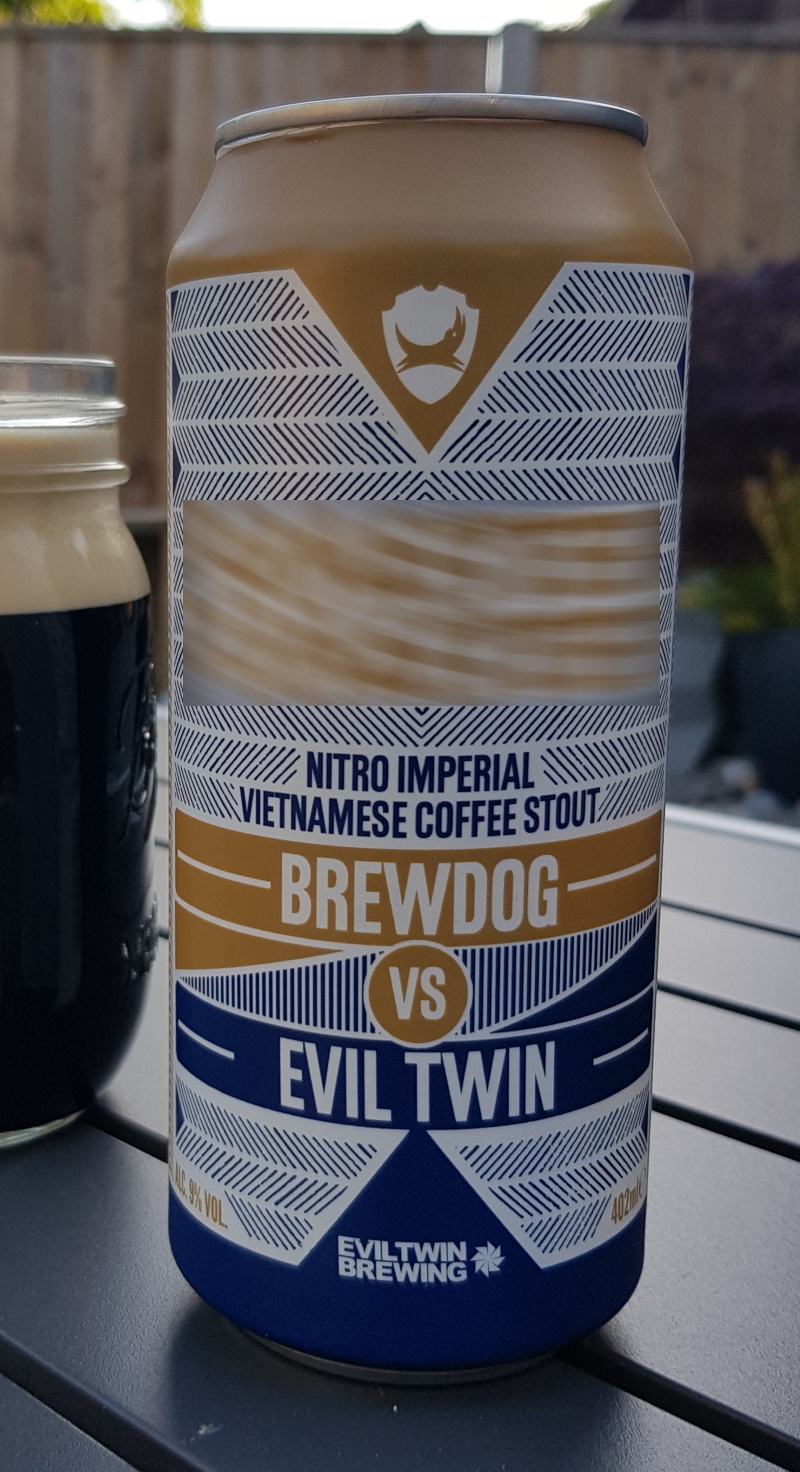 NITRO IMPERIAL
VIETNAMESE COFFEE STOUT
BREWDOG
VS
EVIL TWIN
ALC. 9% VOL.
402ml
EVILTWIN
BREWING